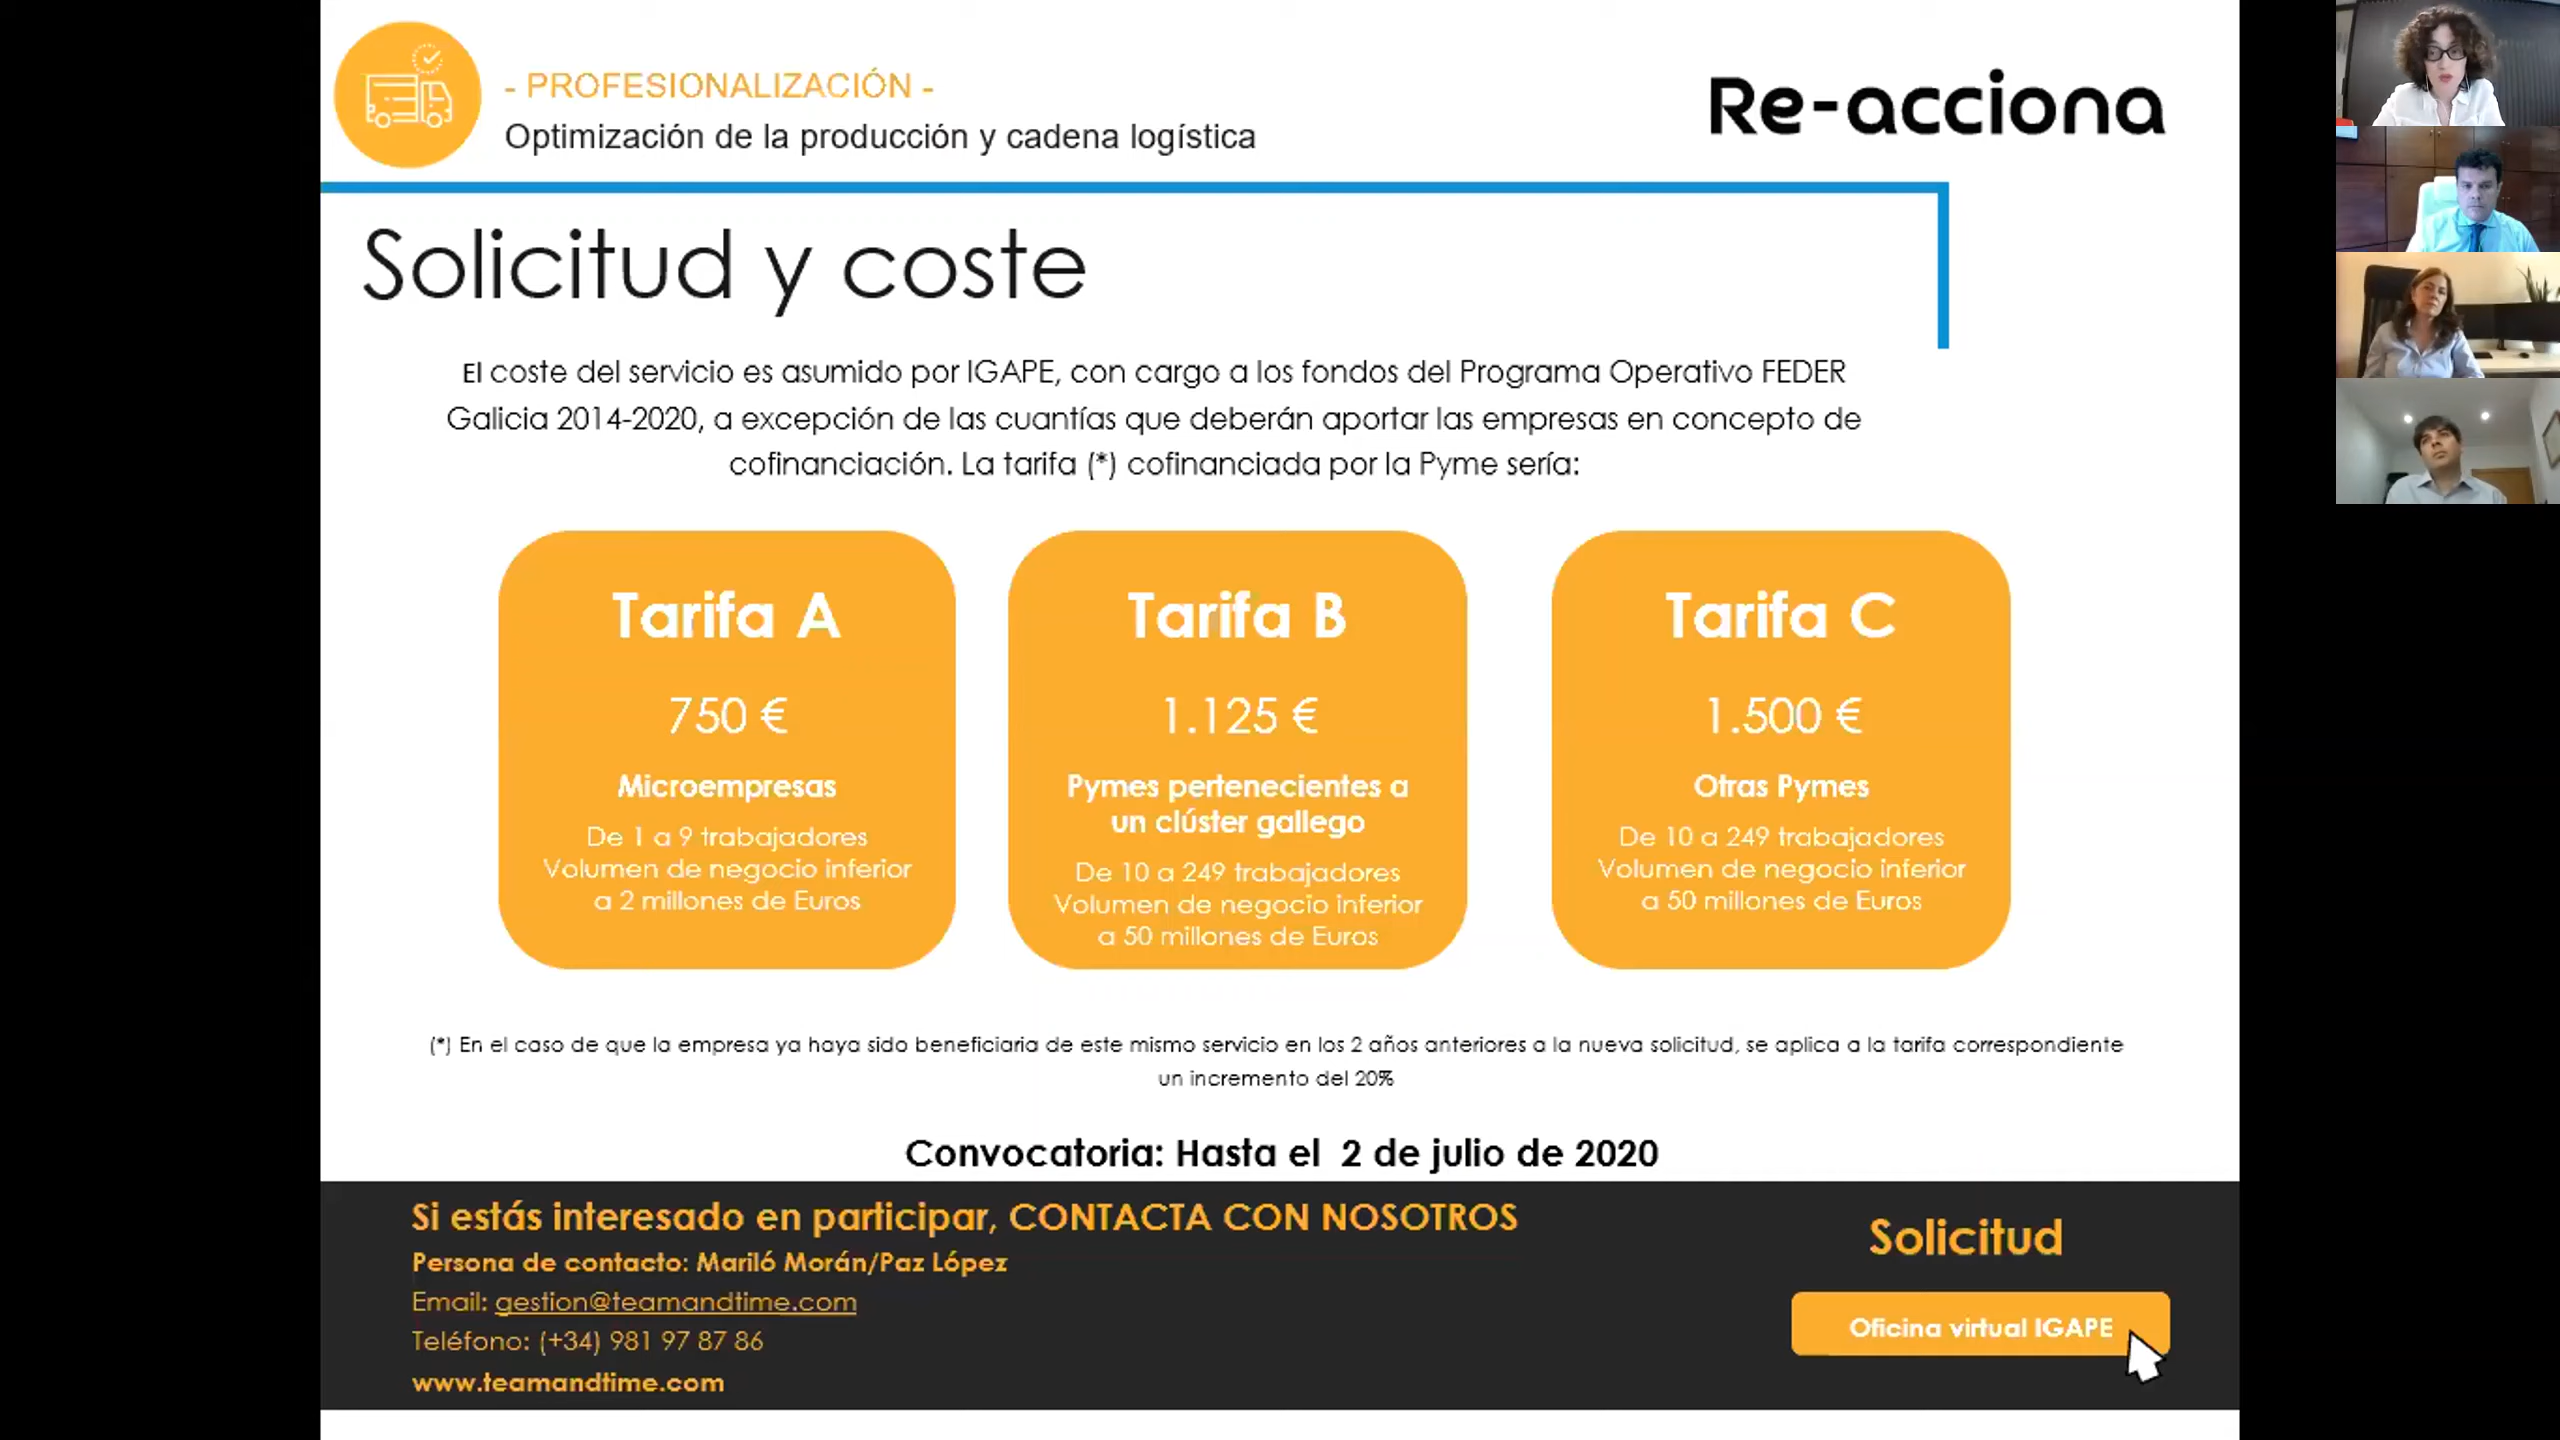 - PROFESIONALIZACIÓN -
Optimización de la producción y cadena logística
Re-acciona
Solicitud y coste
El coste del servicio es asumido por IGAPE, con cargo a los fondos del Programa Operativo FEDER
Galicia 2014-2020, a excepción de las cuantías que deberán aportar las empresas en concepto de
cofinanciación. La tarifa (*) cofinanciada por la Pyme sería:
Tarifa A
750 €
Microempresas
De 1 a 9 trabajadores
Volumen de negocio inferior
a 2 millones de Euros
Tarifa B
1.125 €
Pymes pertenecientes a
un clúster gallego
De 10 a 249 trabajadores
Volumen de negocio inferior
a 50 millones de Euros
Tarifa C
1.500 €
Otras Pymes
De 10 a 249 trabajadores
Volumen de negocio inferior
a 50 millones de Euros
(*) En el caso de que la empresa ya haya sido beneficiaria de este mismo servicio en los 2 años anteriores a la nueva solicitud, se aplica a la tarifa correspondiente
un incremento del 20%
Convocatoria: Hasta el 2 de julio de 2020
Si estás interesado en participar, CONTACTA CON NOSOTROS
Persona de contacto: Mariló Morán/Paz López
Email: gestion@teamandtime.com
Teléfono: (+34) 981 97 87 86
www.teamandtime.com
Solicitud
Oficina virtual IGAPE